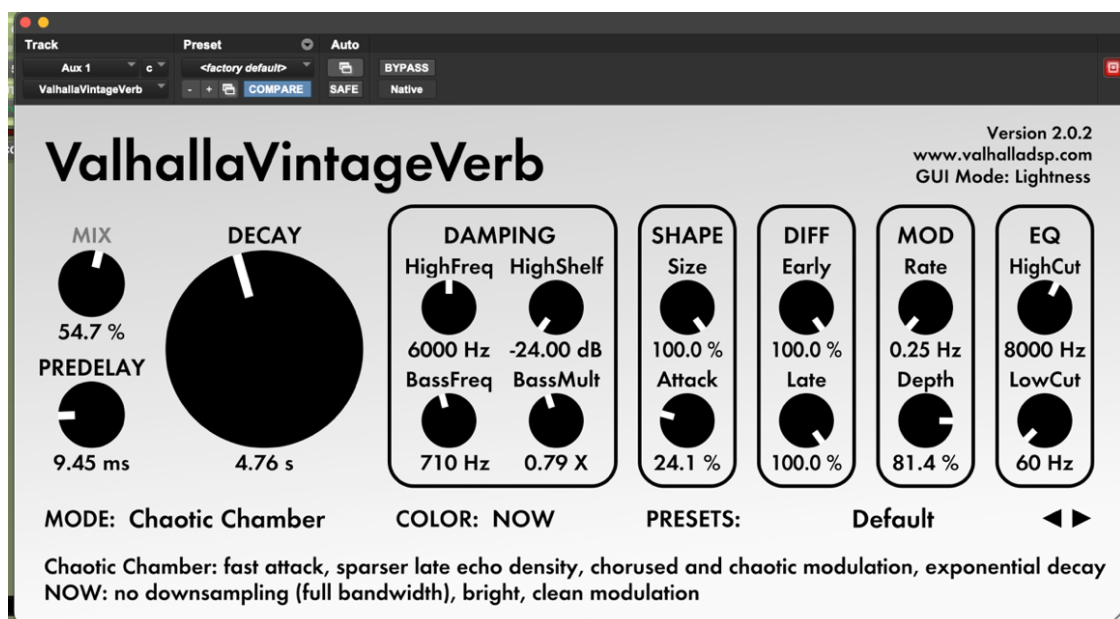 Track Preset Auto
Aux 1 c <factory default>
BYPASS
ValhallaVintageVerb - + COMPARE SAFE Native
ValhallaVintageVerb
Version 2.0.2
www.valhalladsp.com
GUI Mode: Lightness
MIX
54.7 %
PREDELAY
9.45 ms
DECAY
4.76 s
DAMPING
HighFreq HighShelf
6000 Hz -24.00 dB
BassFreq BassMult
710 Hz 0.79 X
SHAPE
Size
100.0 %
Attack
24.1 %
DIFF
Early
100.0 %
Late
100.0 %
MOD
Rate
0.25 Hz
Depth
81.4 %
EQ
HighCut
8000 Hz
LowCut
60 Hz
MODE: Chaotic Chamber COLOR: NOW PRESETS: Default
Chaotic Chamber: fast attack, sparser late echo density, chorused and chaotic modulation, exponential decay
NOW: no downsampling (full bandwidth), bright, clean modulation